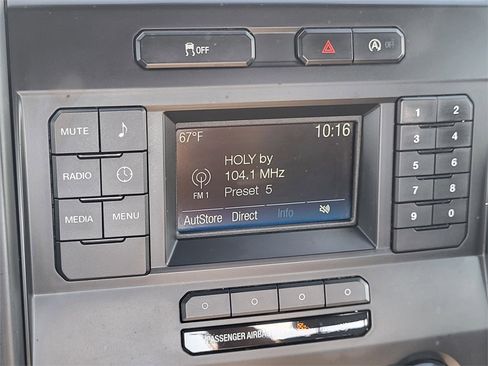 OFF
A OFF
MUTE
RADIO
MEDIA MENU
67°F 10:16
HOLY by
104.1 MHz
FM 1 Preset 5
AutoStore Direct Info
1 2
3 4
5 6
7 8
9 0
PASSENGER AIRBAG